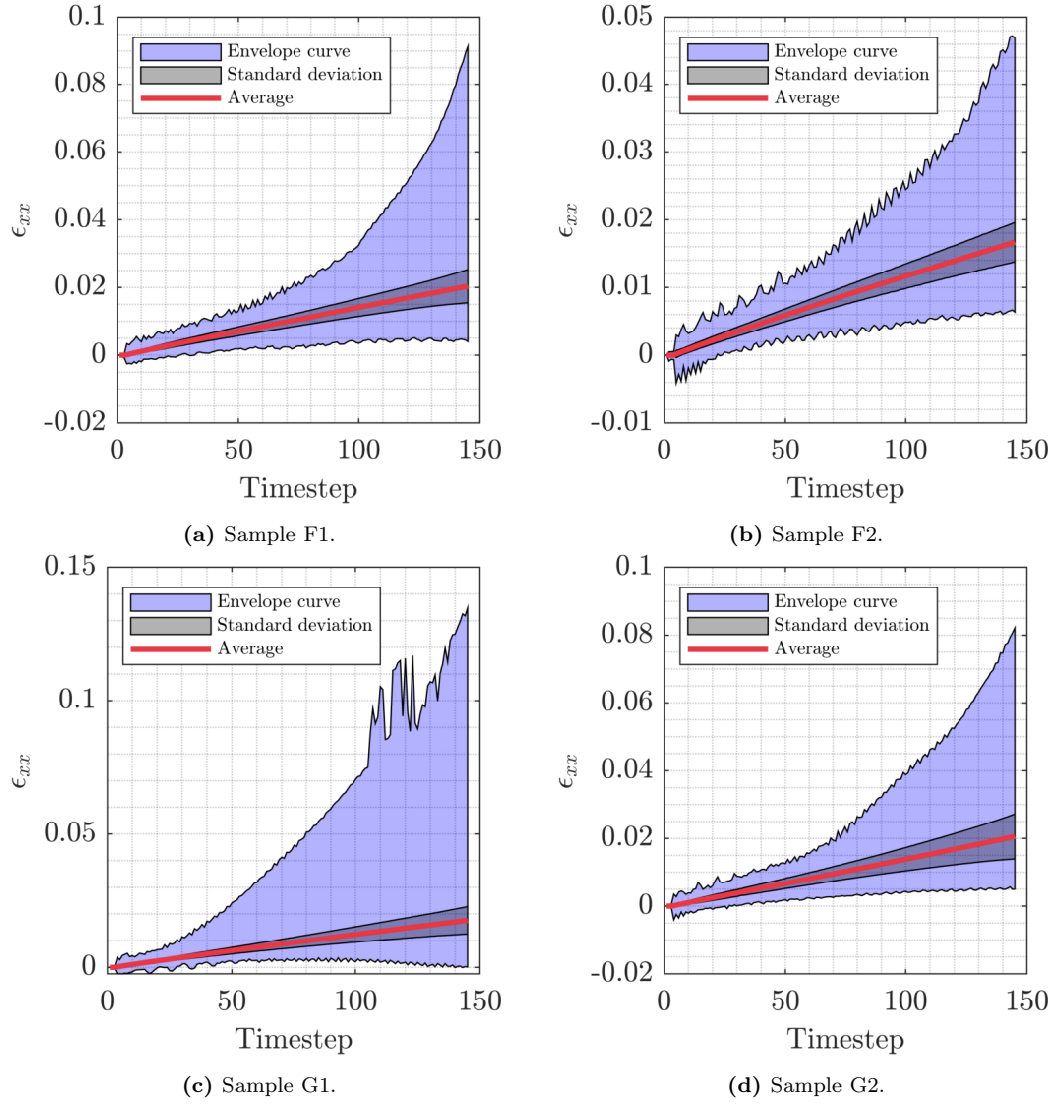 0.1
0.08
0.06
0.04
0.02
0
-0.02
ϵxx
Envelope curve
Standard deviation
Average
0
50
100
150
Timestep
(a) Sample F1.
0.05
0.04
0.03
0.02
0.01
0
-0.01
ϵxx
Envelope curve
Standard deviation
Average
0
50
100
150
Timestep
(b) Sample F2.
0.15
0.1
0.05
0
ϵxx
Envelope curve
Standard deviation
Average
0
50
100
150
Timestep
(c) Sample G1.
0.1
0.08
0.06
0.04
0.02
0
-0.02
ϵxx
Envelope curve
Standard deviation
Average
0
50
100
150
Timestep
(d) Sample G2.